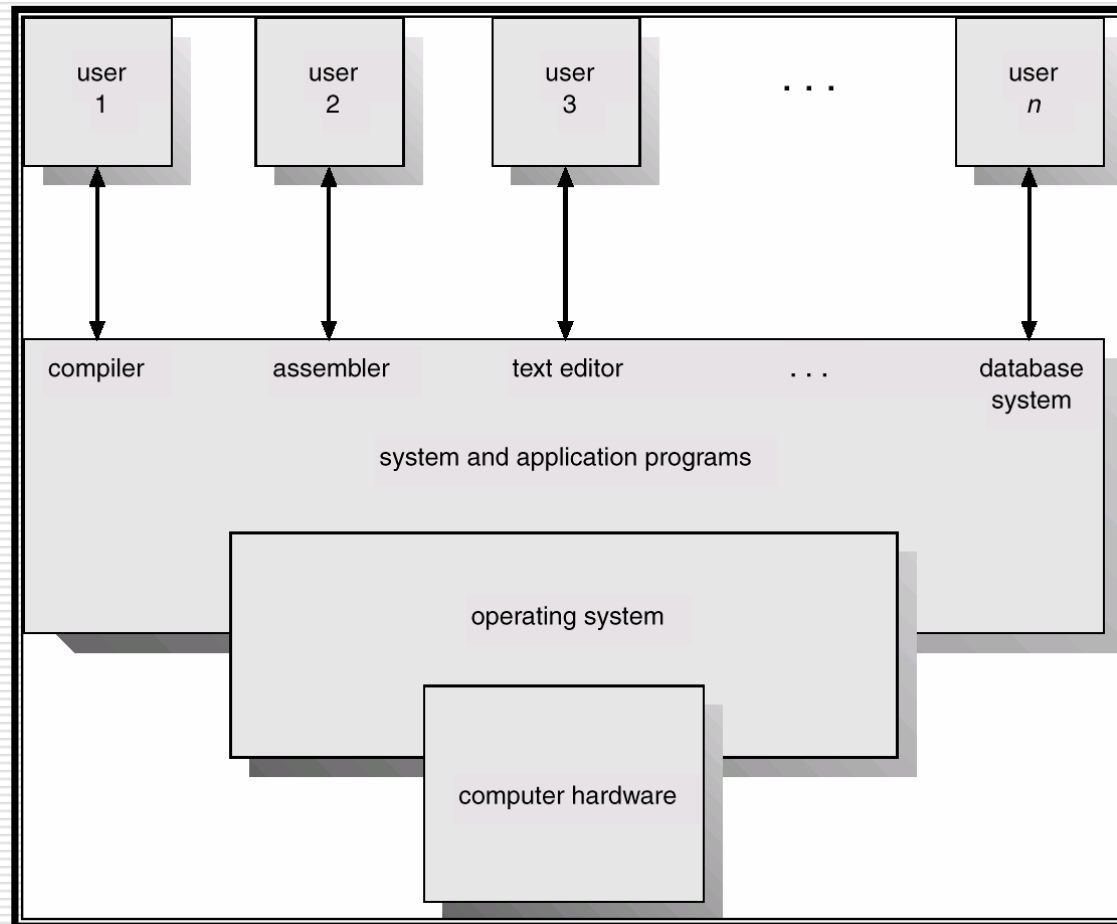 user
1
user
2
user
3
. . .
user
n
compiler
assembler
text editor
. . .
database
system
system and application programs
operating system
computer hardware